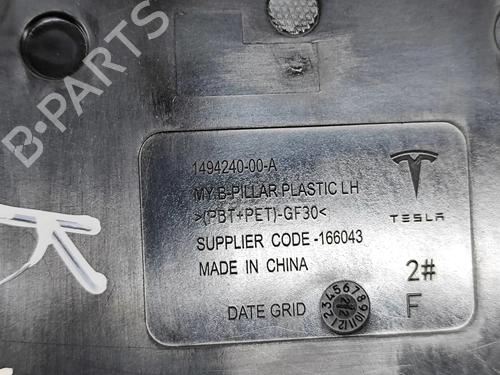 B-PARTS
1494240-00-A
MY B-PILLAR PLASTIC LH
>(PBT+PET)-GF30<
TESLA
SUPPLIER CODE -166043
MADE IN CHINA
2#
DATE GRID
F